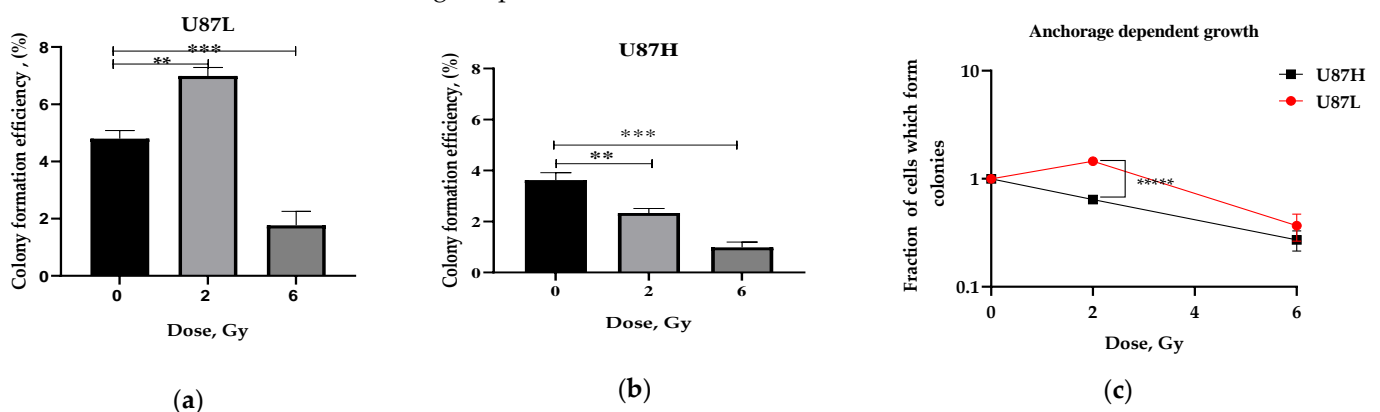 U87L
Colony formation efficiency , (%)
8
6
4
2
0
***
**
0 2 6
Dose, Gy
(a)
U87H
Colony formation efficiency, (%)
8
6
4
2
0
***
**
0 2 6
Dose, Gy
(b)
Anchorage dependent growth
Fraction of cells which form
colonies
10
1
0.1
*****
U87H
U87L
0 2 4 6
Dose, Gy
(c)